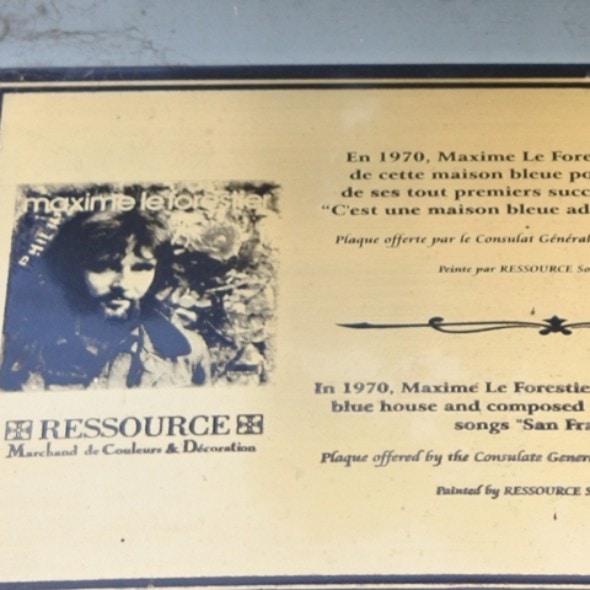 maxime le forestier
RESSOURCE
Marchand de Couleurs & Décoration
En 1970, Maxime Le Fore
de cette maison bleue po
de ses tout premiers succ
"C'est une maison bleue ad
Plaque offerte par le Consulat Général
Peinte par RESSOURCE So
In 1970, Maxime Le Forestie
blue house and composed
songs "San Fra
Plaque offered by the Consulate Gener
Painted by RESSOURCE S